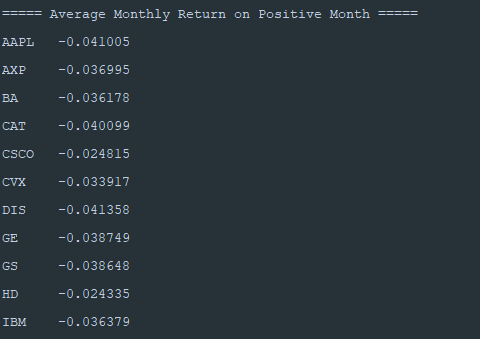 ===== Average Monthly Return on Positive Month =====
AAPL -0.041005
AXP -0.036995
BA -0.036178
CAT -0.040099
CSCO -0.024815
CVX -0.033917
DIS -0.041358
GE -0.038749
GS -0.038648
HD -0.024335
IBM -0.036379